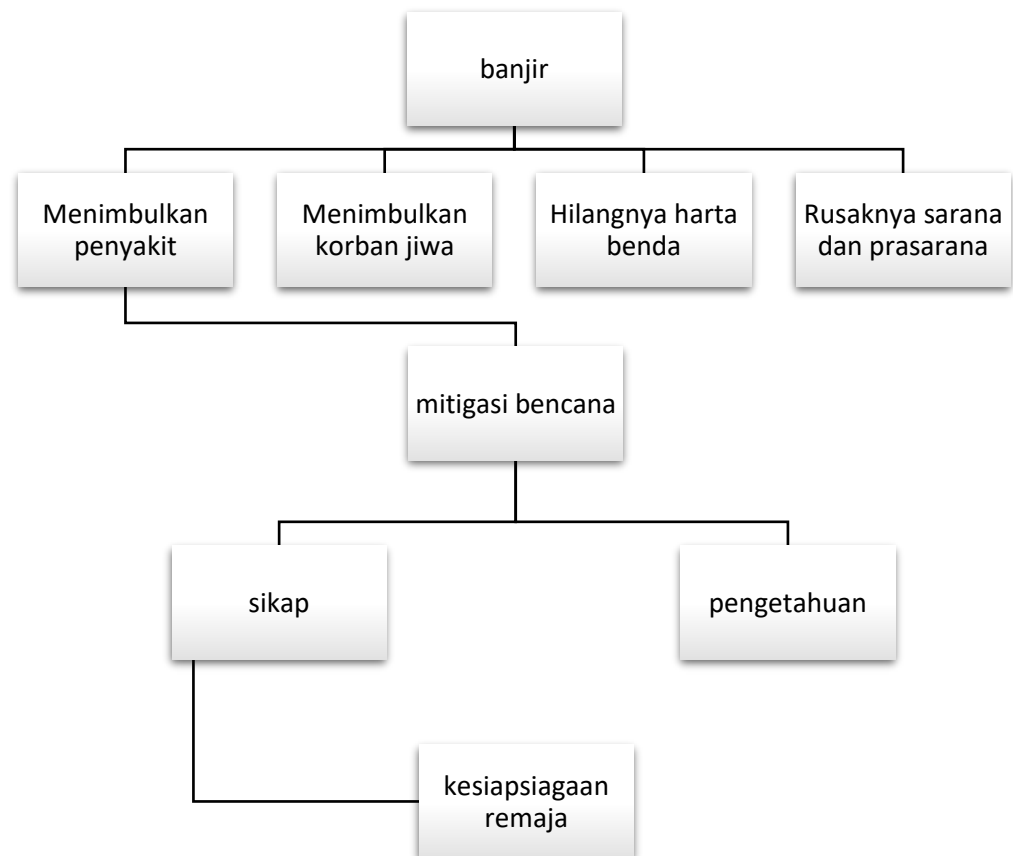 banjir
Menimbulkan
penyakit
Menimbulkan
korban jiwa
Hilangnya harta
benda
Rusaknya sarana
dan prasarana
mitigasi bencana
sikap
pengetahuan
kesiapsiagaan
remaja